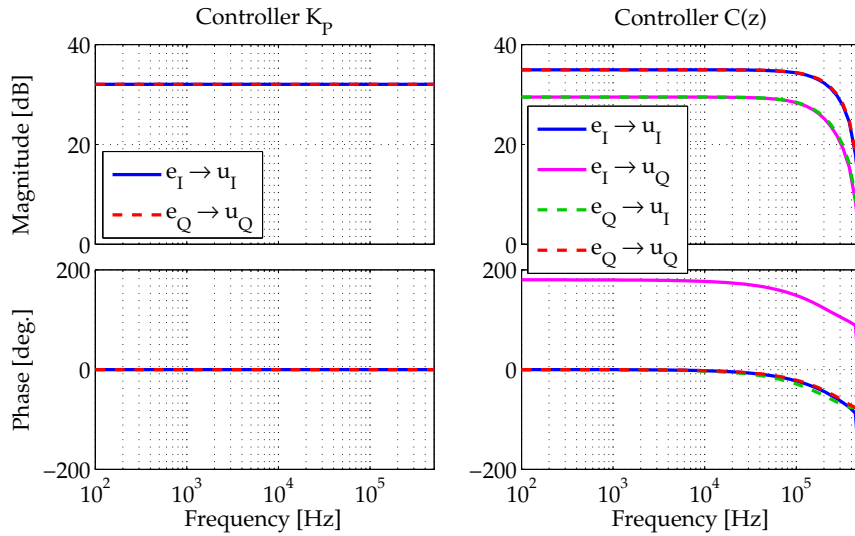 Controller K_P
Magnitude [dB]
40
20
0
e_I → u_I
e_Q → u_Q
Phase [deg.]
200
0
−200
10^2
10^3
10^4
10^5
Frequency [Hz]
Controller C(z)
40
20
0
e_I → u_I
e_I → u_Q
e_Q → u_I
e_Q → u_Q
200
0
−200
10^2
10^3
10^4
10^5
Frequency [Hz]